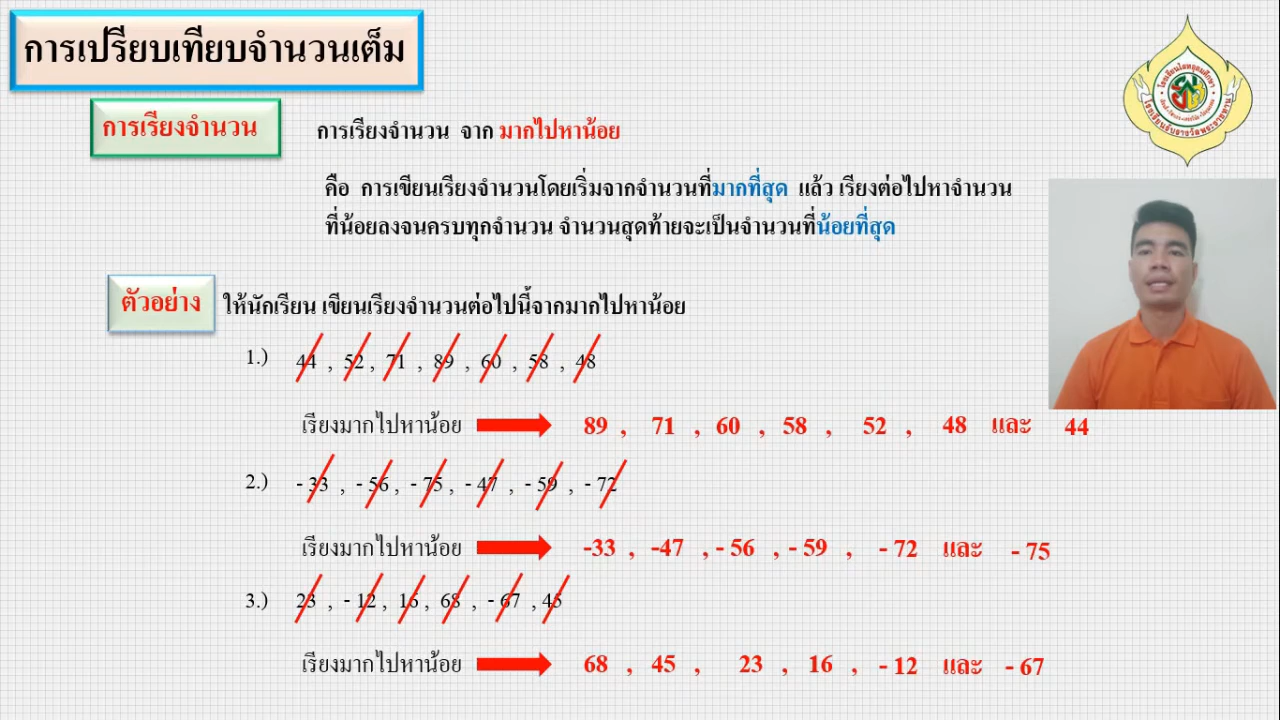 การเปรียบเทียบจำนวนเต็ม
การเรียงจำนวน
การเรียงจำนวน จาก มากไปหาน้อย
คือ การเขียนเรียงจำนวนโดยเริ่มจากจำนวนที่มากที่สุด แล้ว เรียงต่อไปหาจำนวน
ที่น้อยลงจนครบทุกจำนวน จำนวนสุดท้ายจะเป็นจำนวนที่น้อยที่สุด
ตัวอย่าง ให้นักเรียน เขียนเรียงจำนวนต่อไปนี้จากมากไปหาน้อย
1.) 44 , 52 , 71 , 89 , 60 , 58 , 48
เรียงมากไปหาน้อย 89 , 71 , 60 , 58 , 52 , 48 และ 44
2.) - 33 , - 56 , - 75 , - 47 , - 59 , - 72
เรียงมากไปหาน้อย -33 , -47 , - 56 , - 59 , - 72 และ - 75
3.) 23 , - 12 , 16 , 68 , - 67 , 45
เรียงมากไปหาน้อย 68 , 45 , 23 , 16 , - 12 และ - 67